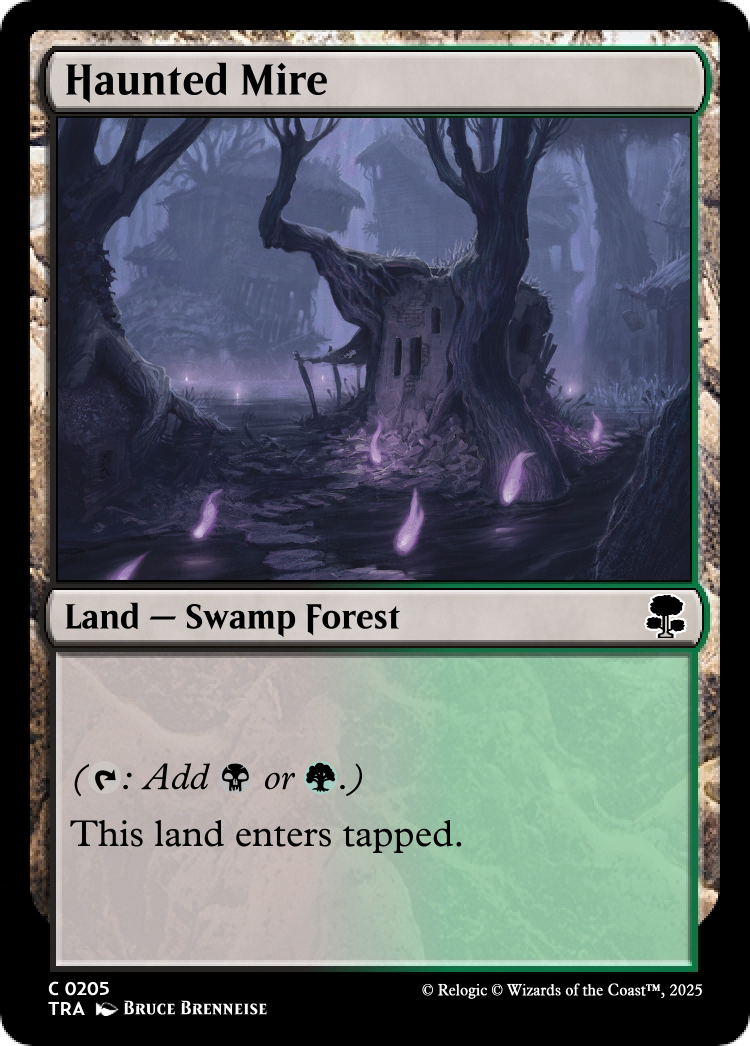 Haunted Mire
Land — Swamp Forest
(: Add or .)
This land enters tapped.
C 0205
TRA BRUCE BRENNEISE
© Relogic © Wizards of the Coast™, 2025